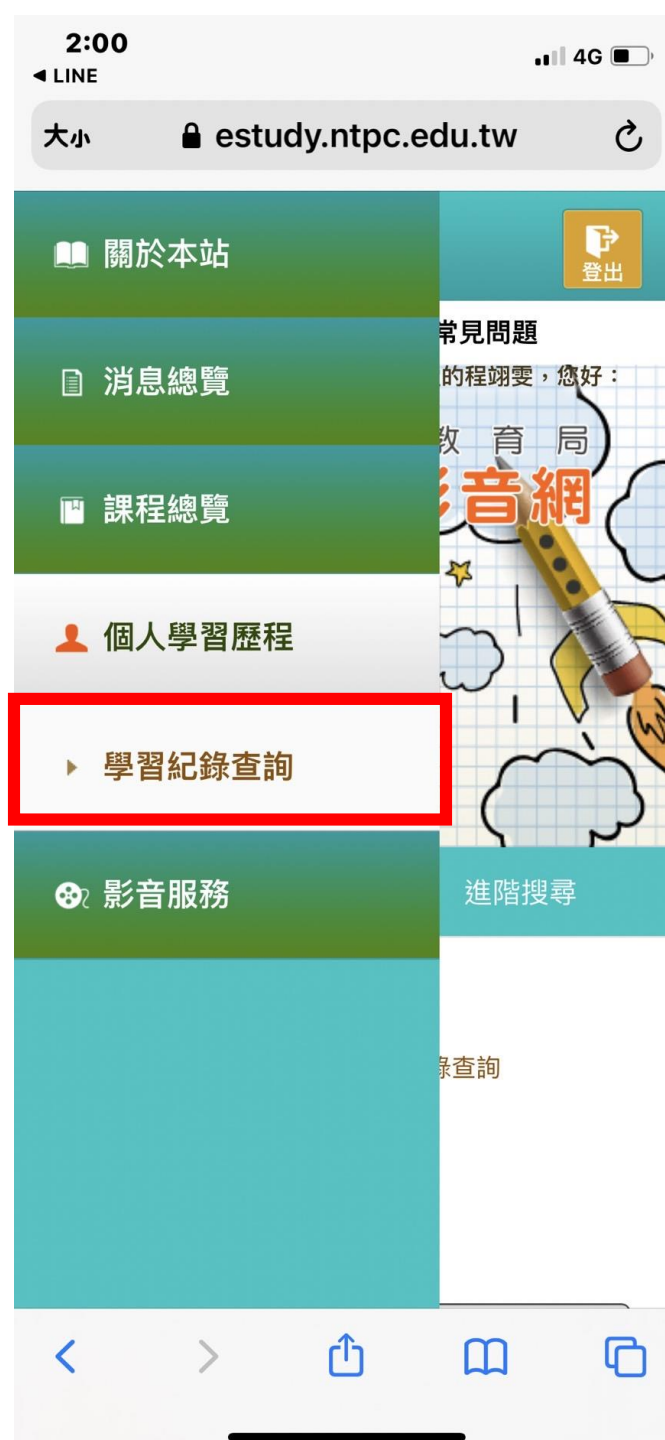 2:00
◀ LINE
4G
大小
estudy.ntpc.edu.tw
關於本站
登出
常見問題
消息總覽
的程翊雯，您好：
教育局
影音網
課程總覽
個人學習歷程
學習紀錄查詢
影音服務
進階搜尋
錄查詢